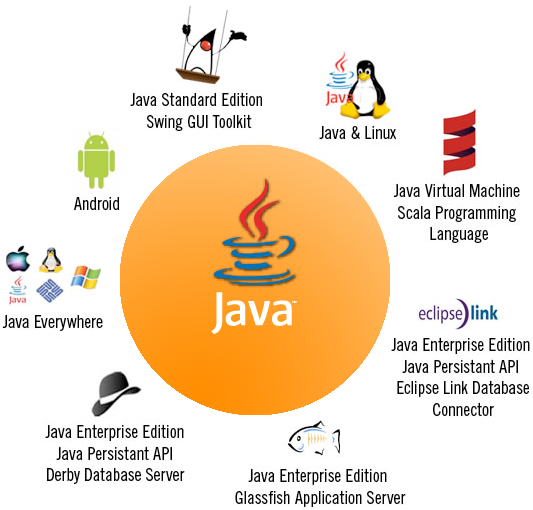 Java Standard Edition
Swing GUI Toolkit
Java
Java & Linux
Android
Java Virtual Machine
Scala Programming
Language
Java™
Java
Java Everywhere
eclipse link
Java Enterprise Edition
Java Persistant API
Eclipse Link Database
Connector
Java Enterprise Edition
Java Persistant API
Derby Database Server
Java Enterprise Edition
Glassfish Application Server